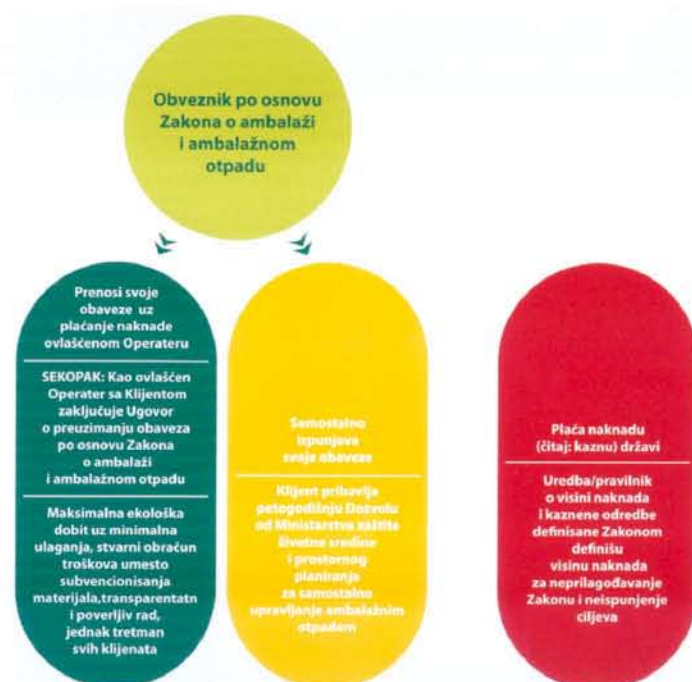 Obveznik po osnovu
Zakona o ambalaži
i ambalažnom
otpadu
Prenosi svoje
obaveze uz
plaćanje naknade
ovlašćenom Operateru
SEKOPAK: Kao ovlašćen
Operater sa Klijentom
zaključuje Ugovor
o preuzimanju obaveza
po osnovu Zakona
o ambalaži
i ambalažnom otpadu
Maksimalna ekološka
dobit uz minimalna
ulaganja, stvarni obračun
troškova umesto
subvencionisanja
materijala,transparentatn
i poverljiv rad,
jednak tretman
svih klijenata
Samostalno
ispunjava
svoje obaveze
Klijent pribavlja
petogodišnju Dozvolu
od Ministarstva zaštite
životne sredine
i prostornog
planiranja
za samostalno
upravljanje ambalažnim
otpadom
Plaća naknadu
(čitaj: kaznu) državi
Uredba/pravilnik
o visini naknada
i kaznene odredbe
definisane Zakonom
definišu
visinu naknada
za neprilagođavanje
Zakonu i neispunjenje
ciljeva